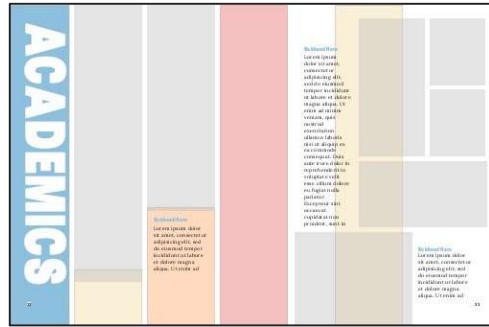 ACADEMICS
Subhead Here
Lorem ipsum dolor
sit amet, consectetur
adipisicing elit, sed
do eiusmod tempor
incididunt ut labore
et dolore magna
aliqua. Ut enim ad
Subhead Here
Lorem ipsum
dolor sit amet,
consectetur
adipisicing elit,
sed do eiusmod
tempor incididunt
ut labore et dolore
magna aliqua. Ut
enim ad minim
veniam, quis
nostrud
exercitation
ullamco laboris
nisi ut aliquip ex
ea commodo
consequat. Duis
aute irure dolor in
reprehenderit in
voluptate velit
esse cillum dolore
eu fugiat nulla
pariatur.
Excepteur sint
occaecat
cupidatat non
proident, sunt in
Subhead Here
Lorem ipsum dolor
sit amet, consectetur
adipisicing elit, sed
do eiusmod tempor
incididunt ut labore
et dolore magna
aliqua. Ut enim ad